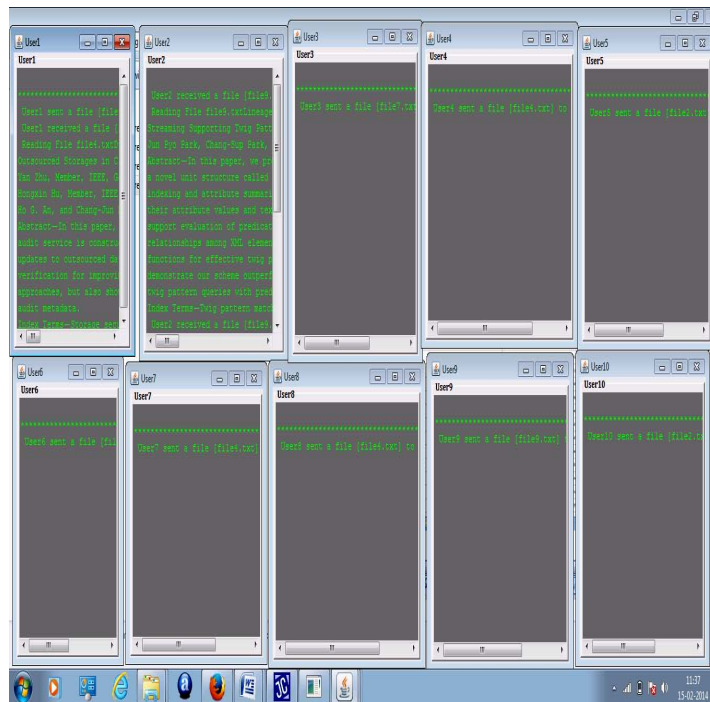 User1
User1
****************
User1 sent a file [file
User1 received a file [
Reading File file4.txt
Outsourced Storages in C
Yan Zhu, Member, IEEE, G
Hongxin Hu, Member, IEEE
Ho G. An, and Chang-Jun
Abstract—In this paper,
audit service is constru
updates to outsourced da
verification for improvi
approaches, but also sho
audit metadata.
Index Terms—Storage secu
User2
User2
User2 received a file [file9.
Reading File file9.txtLineage
Streaming Supporting Twig Patt
Jun Pyo Park, Chang-Sup Park,
Abstract—In this paper, we pr
a novel unit structure called
indexing and attribute summari
their attribute values and tex
support evaluation of predicat
relationships among XML elemen
functions for effective twig p
demonstrate our scheme outperf
twig pattern queries with pred
Index Terms—Twig pattern matc
User2 received a file [file9.
User3
User3
****************
User3 sent a file [file7.txt
User4
User4
****************
User4 sent a file [file4.txt] to
User5
User5
****************
User5 sent a file [file2.txt
User6
User6
****************
User6 sent a file [fil
User7
User7
****************
User7 sent a file [file4.txt]
User8
User8
****************
User8 sent a file [file4.txt] to
User9
User9
****************
User9 sent a file [file9.txt]
User10
User10
****************
User10 sent a file [file2.tx
a
W
JC
11:37
15-02-2014